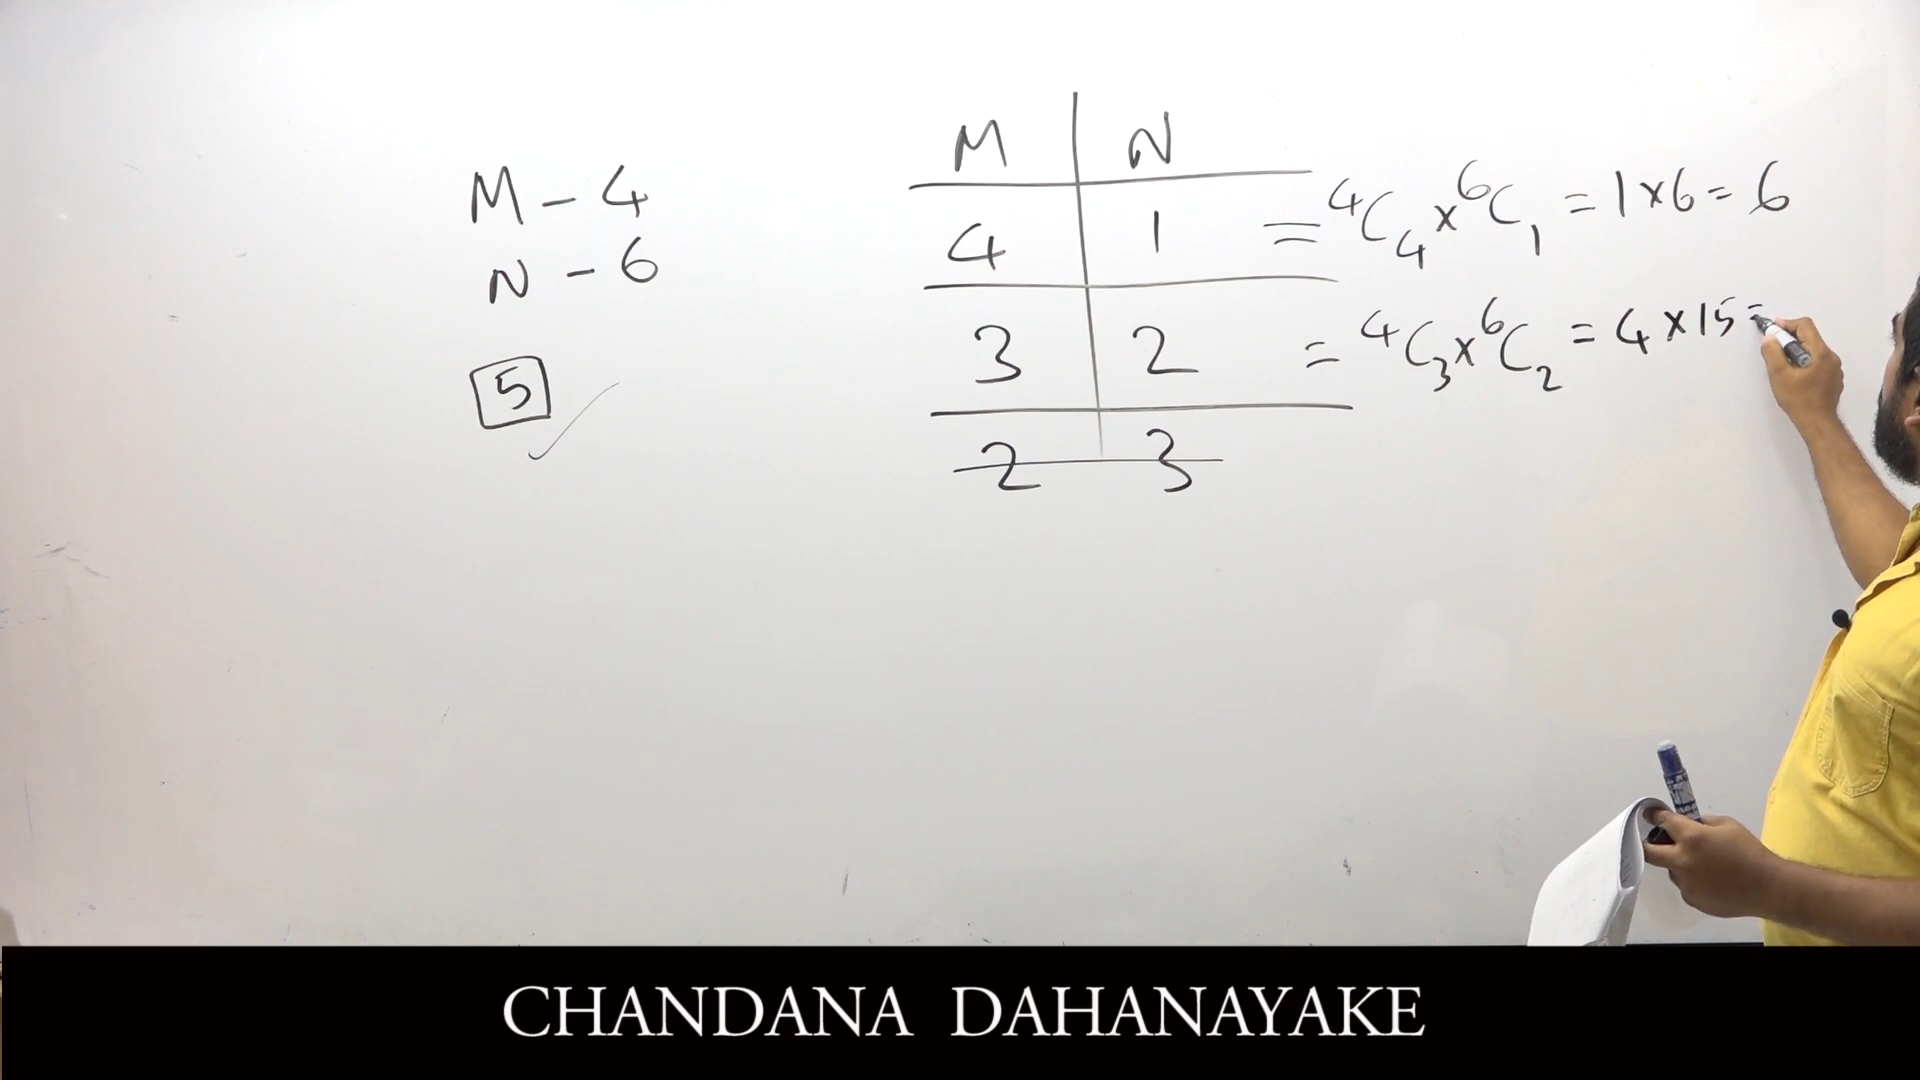 M - 4
N - 6
5
M N
4 1 = ⁴C₄ x ⁶C₁ = 1 x 6 = 6
3 2 = ⁴C₃ x ⁶C₂ = 4 x 15 =
2 3
CHANDANA DAHANAYAKE